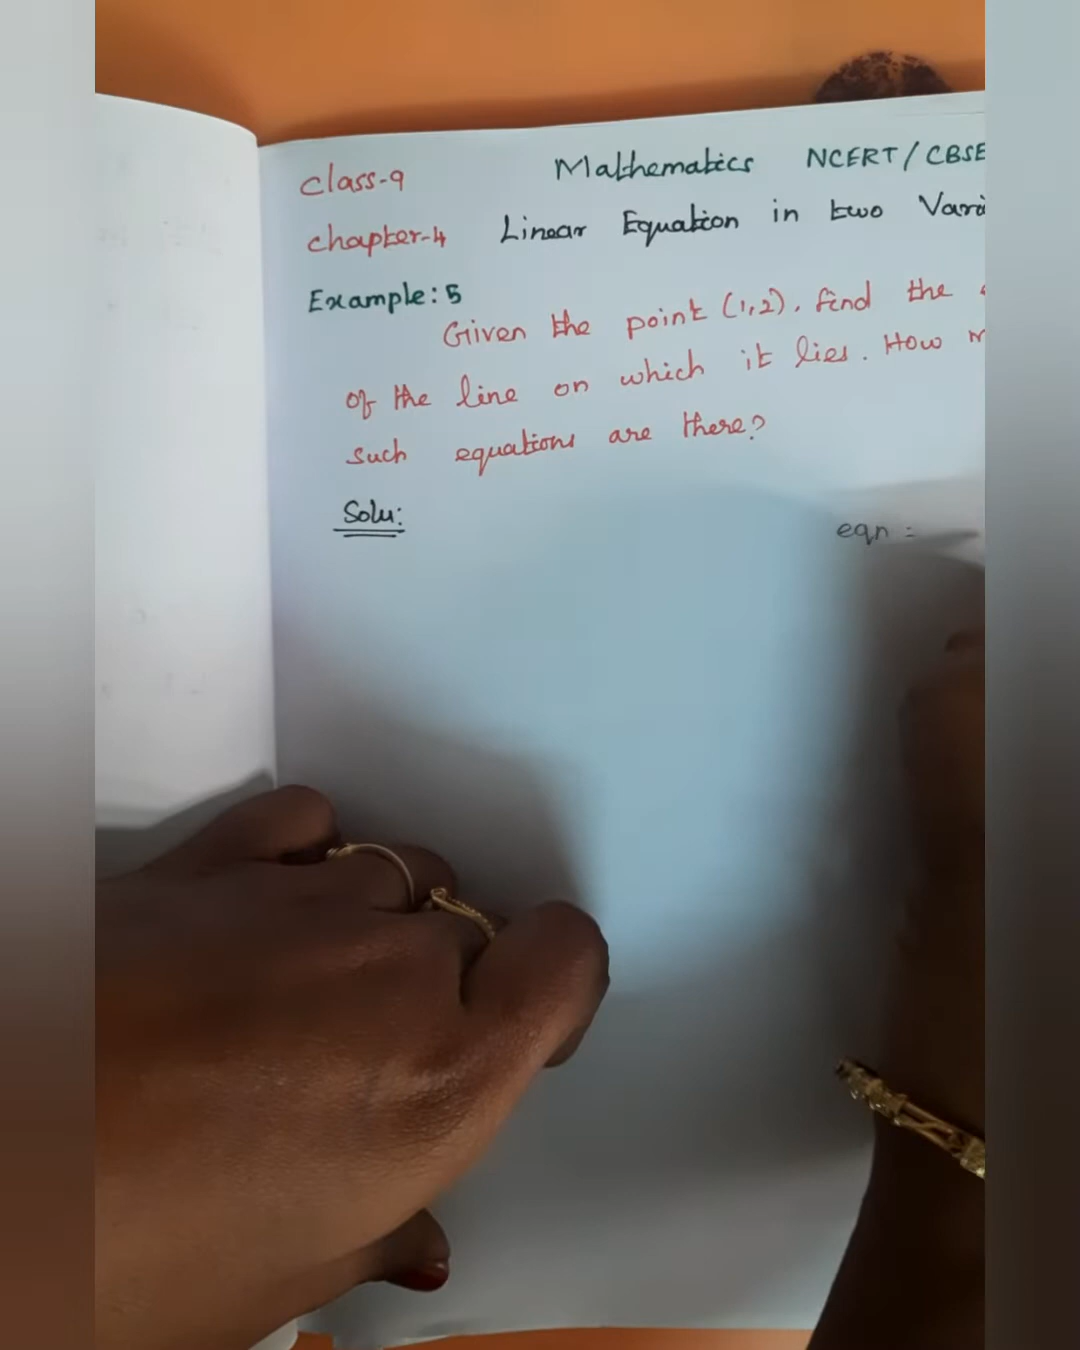 class-9 Mathematics NCERT/CBSE
chapter-4 Linear Equation in two
Example: 5
Given the point (1,2), find the
of the line on which it lies. How
such equations are there?
Solu:
eqn =